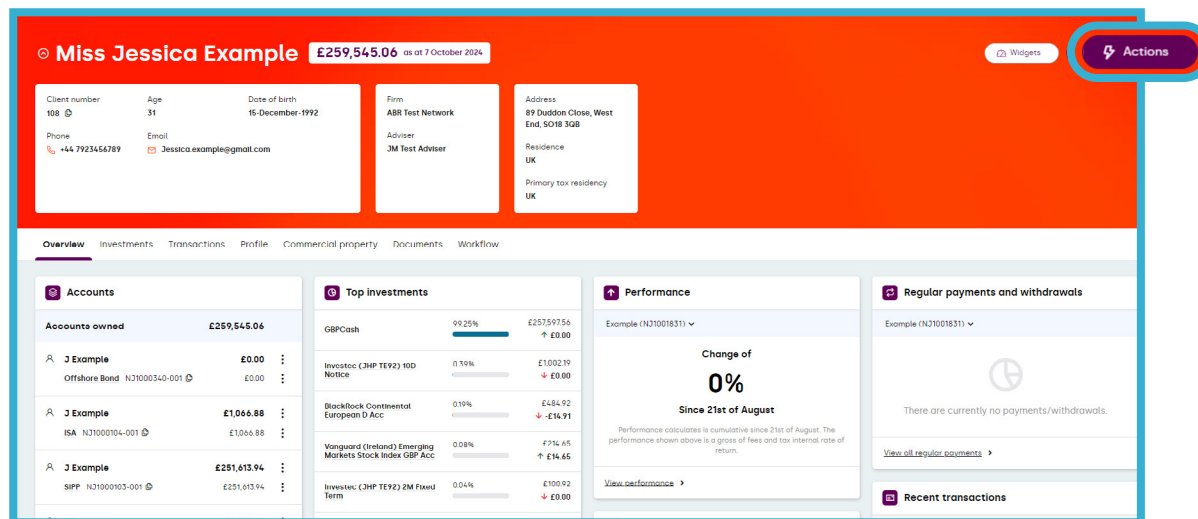 Miss Jessica Example £259,545.06 as at 7 October 2024
Widgets
Actions
Client number
108
Age
31
Date of birth
15-December-1992
Phone
+44 7923456789
Email
Jessica.example@gmail.com
Firm
ABR Test Network
Adviser
JM Test Adviser
Address
89 Duddon Close, West
End, SO18 3QB
Residence
UK
Primary tax residency
UK
Overview Investments Transactions Profile Commercial property Documents Workflow
Accounts
Accounts owned £259,545.06
J Example £0.00
Offshore Bond NJ1000340-001 £0.00
J Example £1,066.88
ISA NJ1000104-001 £1,066.88
J Example £251,613.94
SIPP NJ1000103-001 £251,613.94
Top investments
GBPCash 99.25% £257,597.56
£0.00
Investec (JHP TE92) 10D
Notice
0.39% £1,002.19
£0.00
BlackRock Continental
European D Acc
0.19% £484.92
-£14.91
Vanguard (Ireland) Emerging
Markets Stock Index GBP Acc
0.08% £214.65
£14.65
Investec (JHP TE92) 2M Fixed
Term
0.04% £100.92
£0.00
Performance
Example (NJ1001831)
Change of
0%
Since 21st of August
Performance calculates is cumulative since 21st of August. The
performance shown above is a gross of fees and tax internal rate of
return.
View performance
Regular payments and withdrawals
Example (NJ1001831)
There are currently no payments/withdrawals.
View all regular payments
Recent transactions